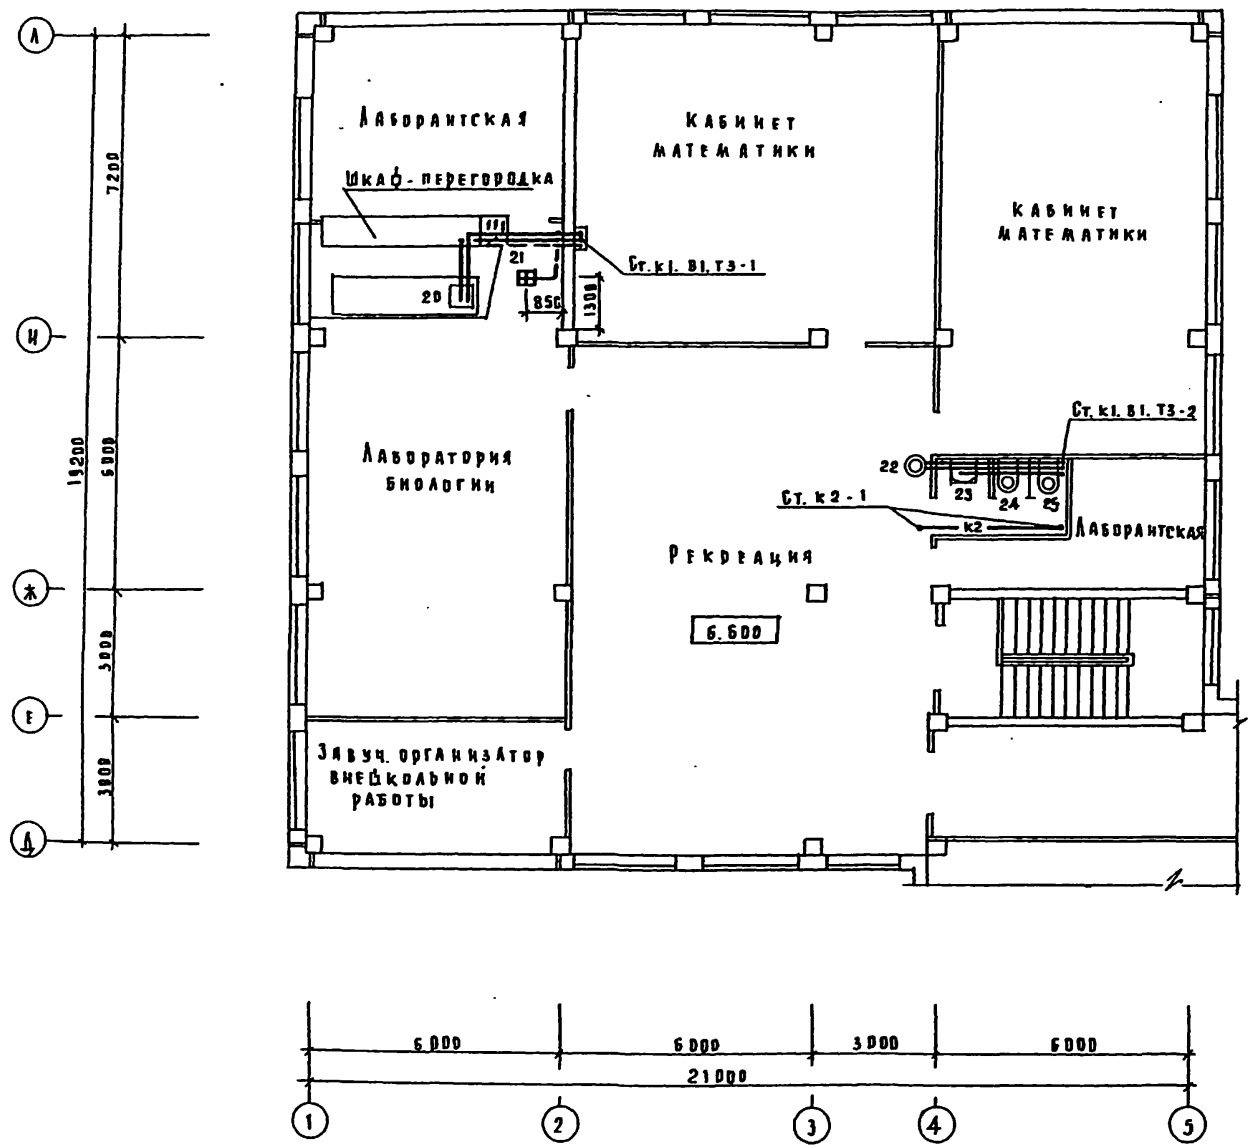 Л
Лаборантская
Кабинет
математики
7200
Шкаф-перегородка
Кабинет
математики
21
Ст. К1. В1. Т3-1
20
850
1300
И
Ст. К1. В1. Т3-2
19200
6000
Лаборатория
биологии
22
23
24
25
Ст. К2-1
К2
Лаборантская
Рекреация
Ж
6.600
3000
Е
Завуч. организатор
внешкольной
работы
3000
Д
6000
6000
3000
6000
21000
1
2
3
4
5